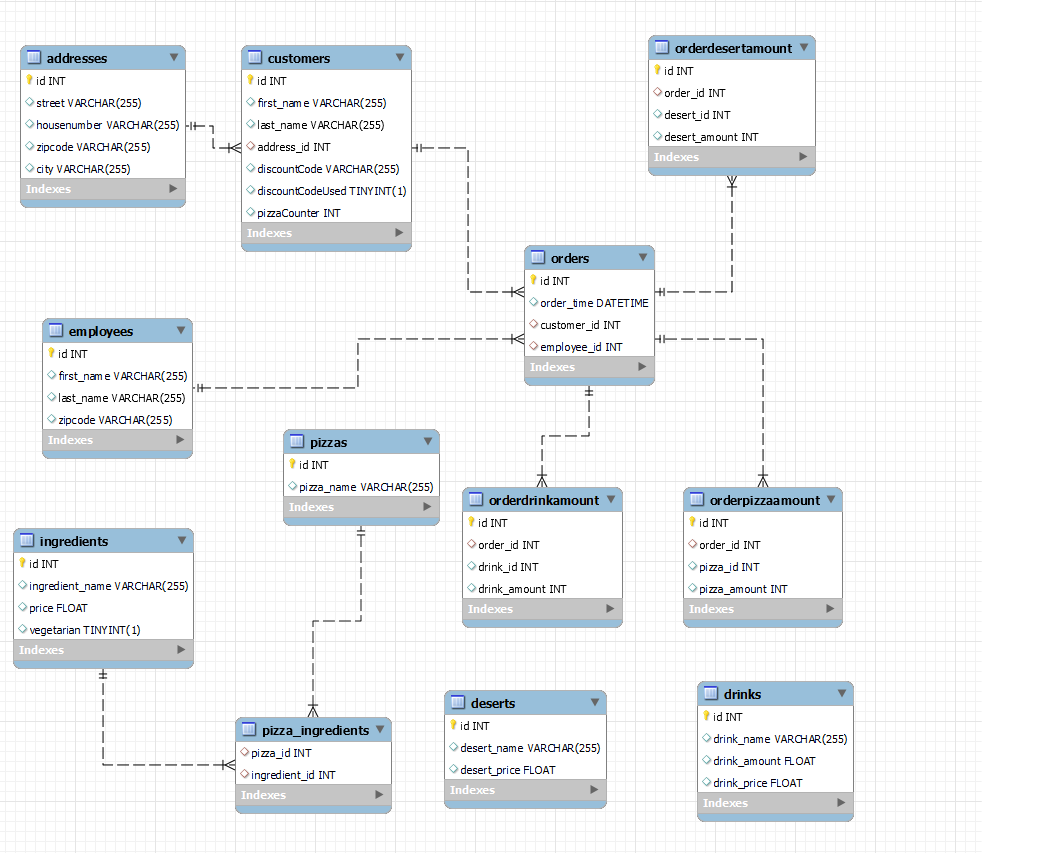 addresses
id INT
street VARCHAR(255)
housenumber VARCHAR(255)
zipcode VARCHAR(255)
city VARCHAR(255)
Indexes
customers
id INT
first_name VARCHAR(255)
last_name VARCHAR(255)
address_id INT
discountCode VARCHAR(255)
discountCodeUsed TINYINT(1)
pizzaCounter INT
Indexes
orderdesertamount
id INT
order_id INT
desert_id INT
desert_amount INT
Indexes
orders
id INT
order_time DATETIME
customer_id INT
employee_id INT
Indexes
employees
id INT
first_name VARCHAR(255)
last_name VARCHAR(255)
zipcode VARCHAR(255)
Indexes
pizzas
id INT
pizza_name VARCHAR(255)
Indexes
orderdrinkamount
id INT
order_id INT
drink_id INT
drink_amount INT
Indexes
orderpizzaamount
id INT
order_id INT
pizza_id INT
pizza_amount INT
Indexes
ingredients
id INT
ingredient_name VARCHAR(255)
price FLOAT
vegetarian TINYINT(1)
Indexes
pizza_ingredients
pizza_id INT
ingredient_id INT
Indexes
deserts
id INT
desert_name VARCHAR(255)
desert_price FLOAT
Indexes
drinks
id INT
drink_name VARCHAR(255)
drink_amount FLOAT
drink_price FLOAT
Indexes